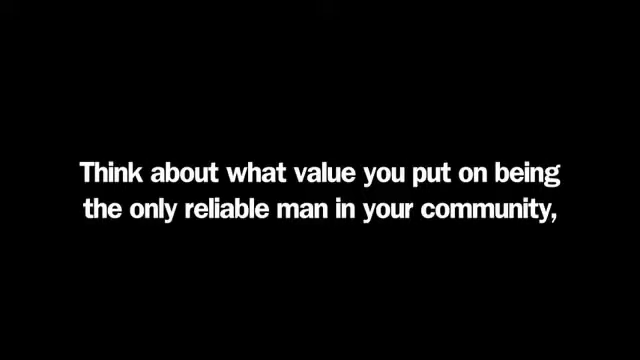 Think about what value you put on being
the only reliable man in your community,